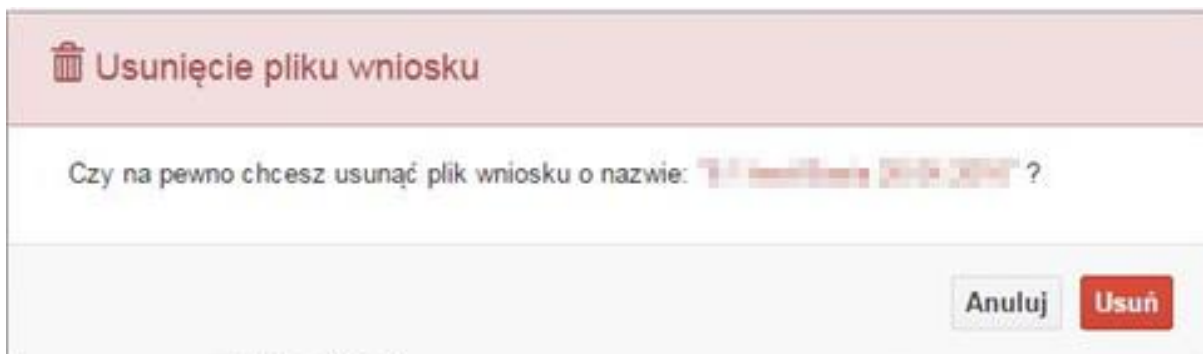 Usunięcie pliku wniosku
Czy na pewno chcesz usunąć plik wniosku o nazwie: ?
Anuluj
Usuń